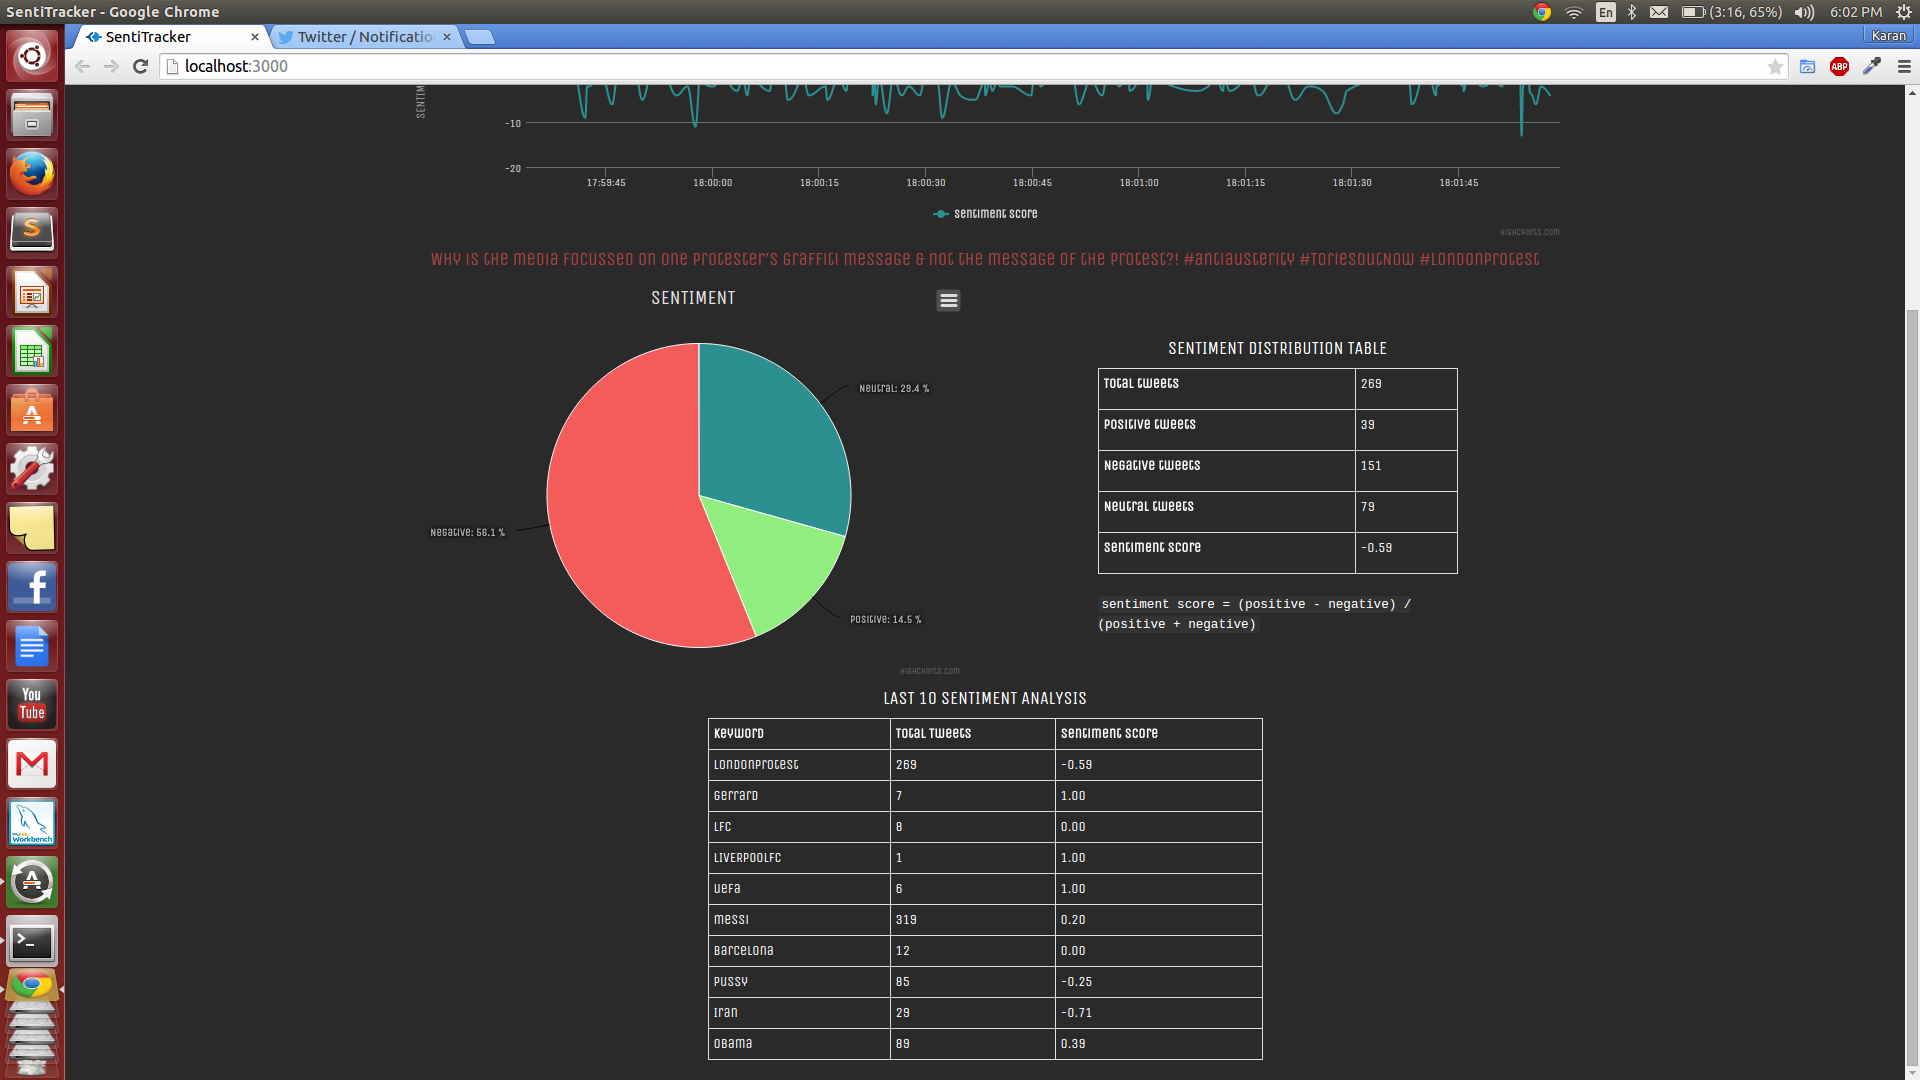 SentiTracker - Google Chrome
En (3:16, 65%) 6:02 PM
SentiTracker × Twitter / Notificatio × Karan
localhost:3000 ABP
SENTIM
-10
-20
17:59:45 18:00:00 18:00:15 18:00:30 18:00:45 18:01:00 18:01:15 18:01:30 18:01:45
Sentiment Score
Highcharts.com
Why is the media focussed on one protester's graffiti message & not the message of the protest?! #antiausterity #ToriesOutNow #LondonProtest
SENTIMENT
Neutral: 29.4 %
Negative: 56.1 %
Positive: 14.5 %
Highcharts.com
SENTIMENT DISTRIBUTION TABLE
Total tweets 269
Positive tweets 39
Negative tweets 151
Neutral tweets 79
Sentiment Score -0.59
sentiment score = (positive - negative) /
(positive + negative)
LAST 10 SENTIMENT ANALYSIS
Keyword Total Tweets Sentiment Score
LondonProtest 269 -0.59
Gerrard 7 1.00
LFC 8 0.00
LIVERPOOLFC 1 1.00
uefa 6 1.00
messi 319 0.20
Barcelona 12 0.00
Pussy 85 -0.25
Iran 29 -0.71
Obama 89 0.39
You
Tube
Workbench